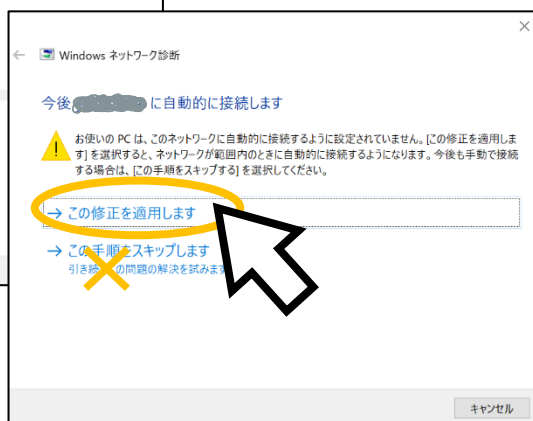 Windows ネットワーク診断
今後 に自動的に接続します
お使いの PC は、このネットワークに自動的に接続するように設定されていません。[この修正を適用しま
す] を選択すると、ネットワークが範囲内のときに自動的に接続するようになります。今後も手動で接続
する場合は、[この手順をスキップする] を選択してください。
→ この修正を適用します
→ この手順をスキップします
引き続きこの問題の解決を試みます
キャンセル